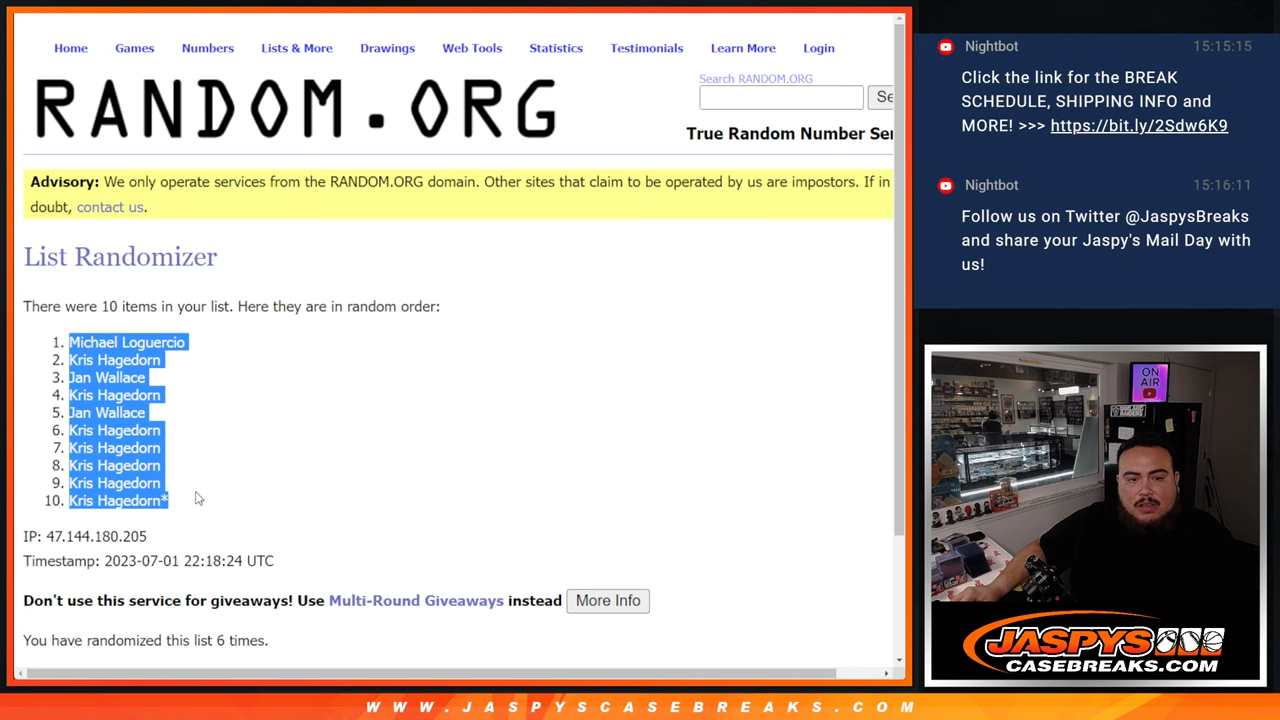 Home Games Numbers Lists & More Drawings Web Tools Statistics Testimonials Learn More Login
RANDOM.ORG
Search RANDOM.ORG
Se
True Random Number Ser
Advisory: We only operate services from the RANDOM.ORG domain. Other sites that claim to be operated by us are impostors. If in
doubt, contact us.
List Randomizer
There were 10 items in your list. Here they are in random order:
1. Michael Loguercio
2. Kris Hagedorn
3. Jan Wallace
4. Kris Hagedorn
5. Jan Wallace
6. Kris Hagedorn
7. Kris Hagedorn
8. Kris Hagedorn
9. Kris Hagedorn
10. Kris Hagedorn*
IP: 47.144.180.205
Timestamp: 2023-07-01 22:18:24 UTC
Don't use this service for giveaways! Use Multi-Round Giveaways instead More Info
You have randomized this list 6 times.
Nightbot 15:15:15
Click the link for the BREAK
SCHEDULE, SHIPPING INFO and
MORE! >>> https://bit.ly/2Sdw6K9
Nightbot 15:16:11
Follow us on Twitter @JaspysBreaks
and share your Jaspy's Mail Day with
us!
ON
AIR
JASPYS
CASEBREAKS.COM
WWW.JASPYSCASEBREAKS.COM